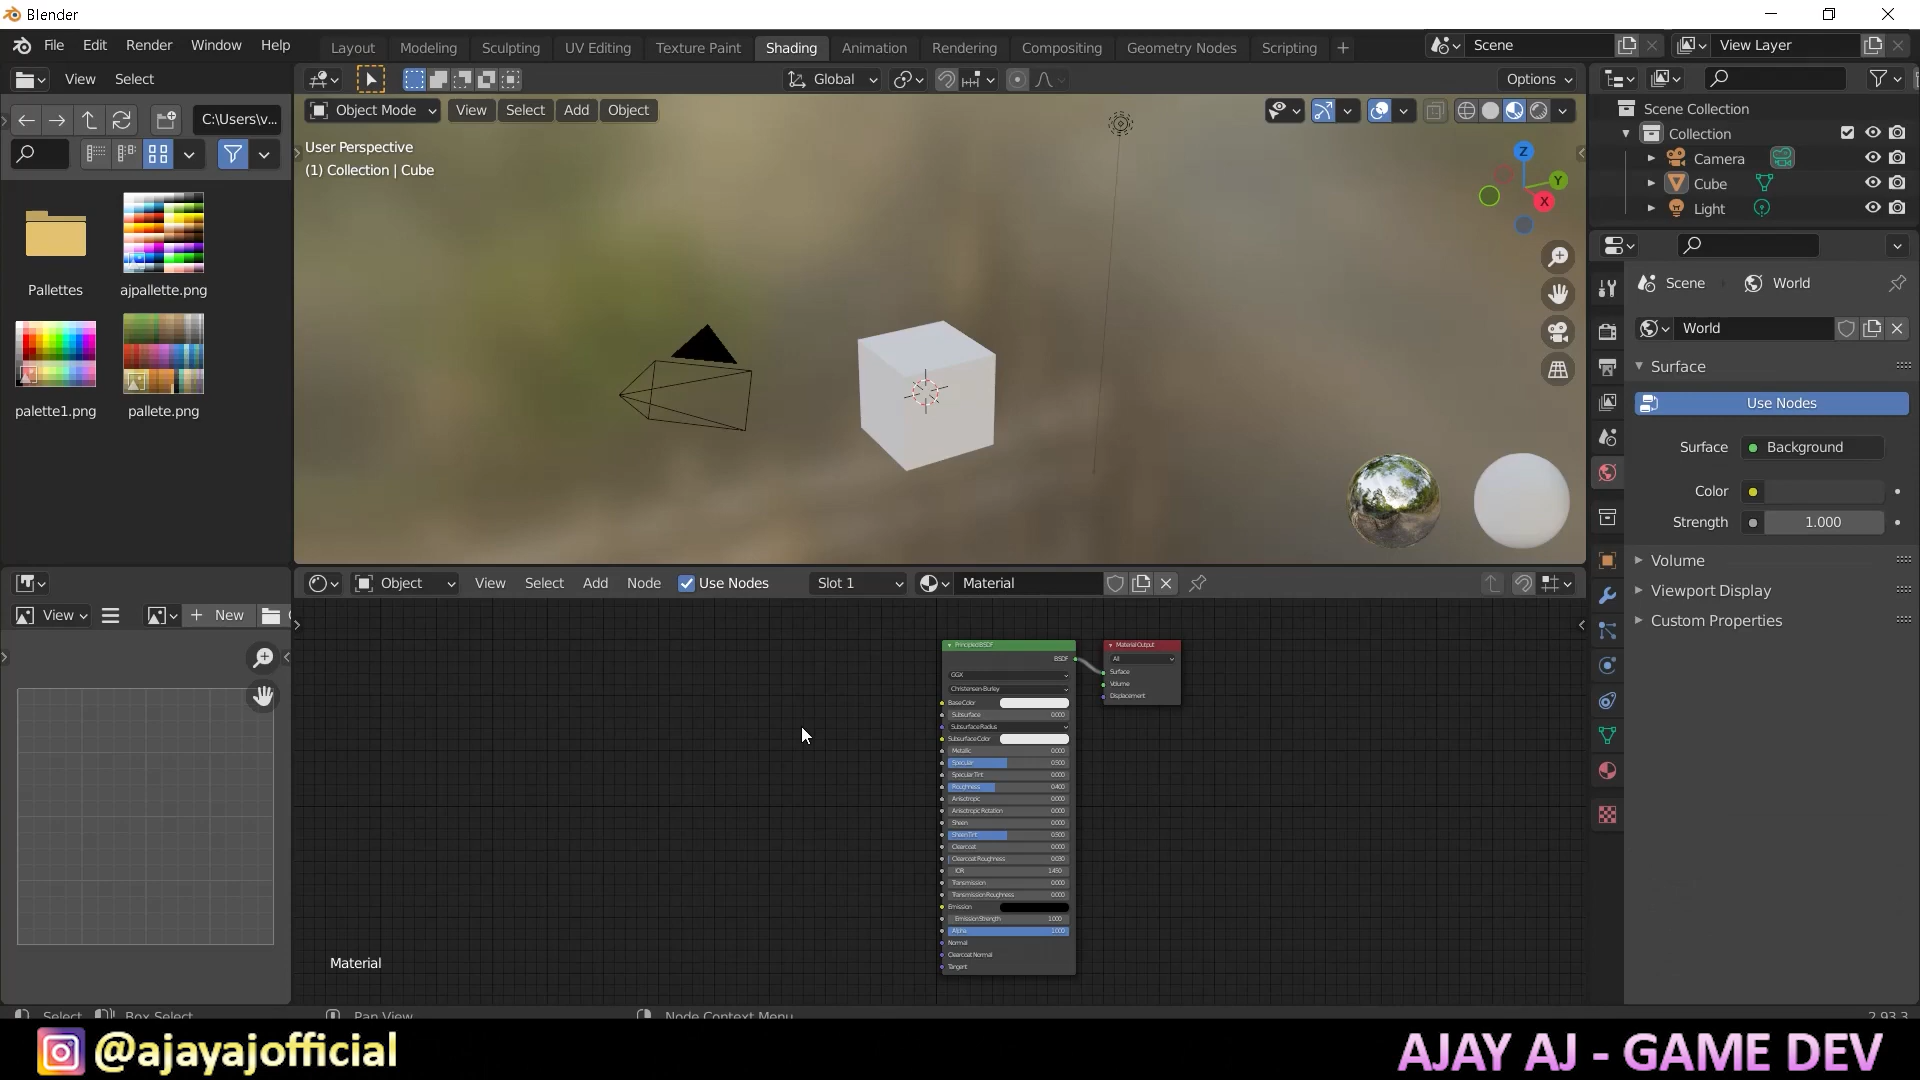 Blender
File Edit Render Window Help
Layout Modeling Sculpting UV Editing Texture Paint Shading Animation Rendering Compositing Geometry Nodes Scripting +
Scene
View Layer
View Select
Global
Options
C:\Users\v...
Object Mode View Select Add Object
User Perspective
(1) Collection | Cube
Z
Y
X
Pallettes
ajpallette.png
palette1.png
pallete.png
Scene Collection
Collection
Camera
Cube
Light
Scene World
World
Surface
Use Nodes
Surface Background
Color
Strength 1.000
Volume
Viewport Display
Custom Properties
Object View Select Add Node Use Nodes Slot 1 Material
View + New
Principled BSDF
BSDF
GGX
Christensen-Burley
Base Color
Subsurface 0.000
Subsurface Radius
Subsurface Color
Metallic 0.000
Specular 0.500
Specular Tint 0.000
Roughness 0.400
Anisotropic 0.000
Anisotropic Rotation 0.000
Sheen 0.000
Sheen Tint 0.500
Clearcoat 0.000
Clearcoat Roughness 0.030
IOR 1.450
Transmission 0.000
Transmission Roughness 0.000
Emission
Emission Strength 1.000
Alpha 1.000
Normal
Clearcoat Normal
Tangent
Material Output
All
Surface
Volume
Displacement
Material
Select Box Select Pan View Node Context Menu 2.93.3
@ajayajofficial
AJAY AJ - GAME DEV